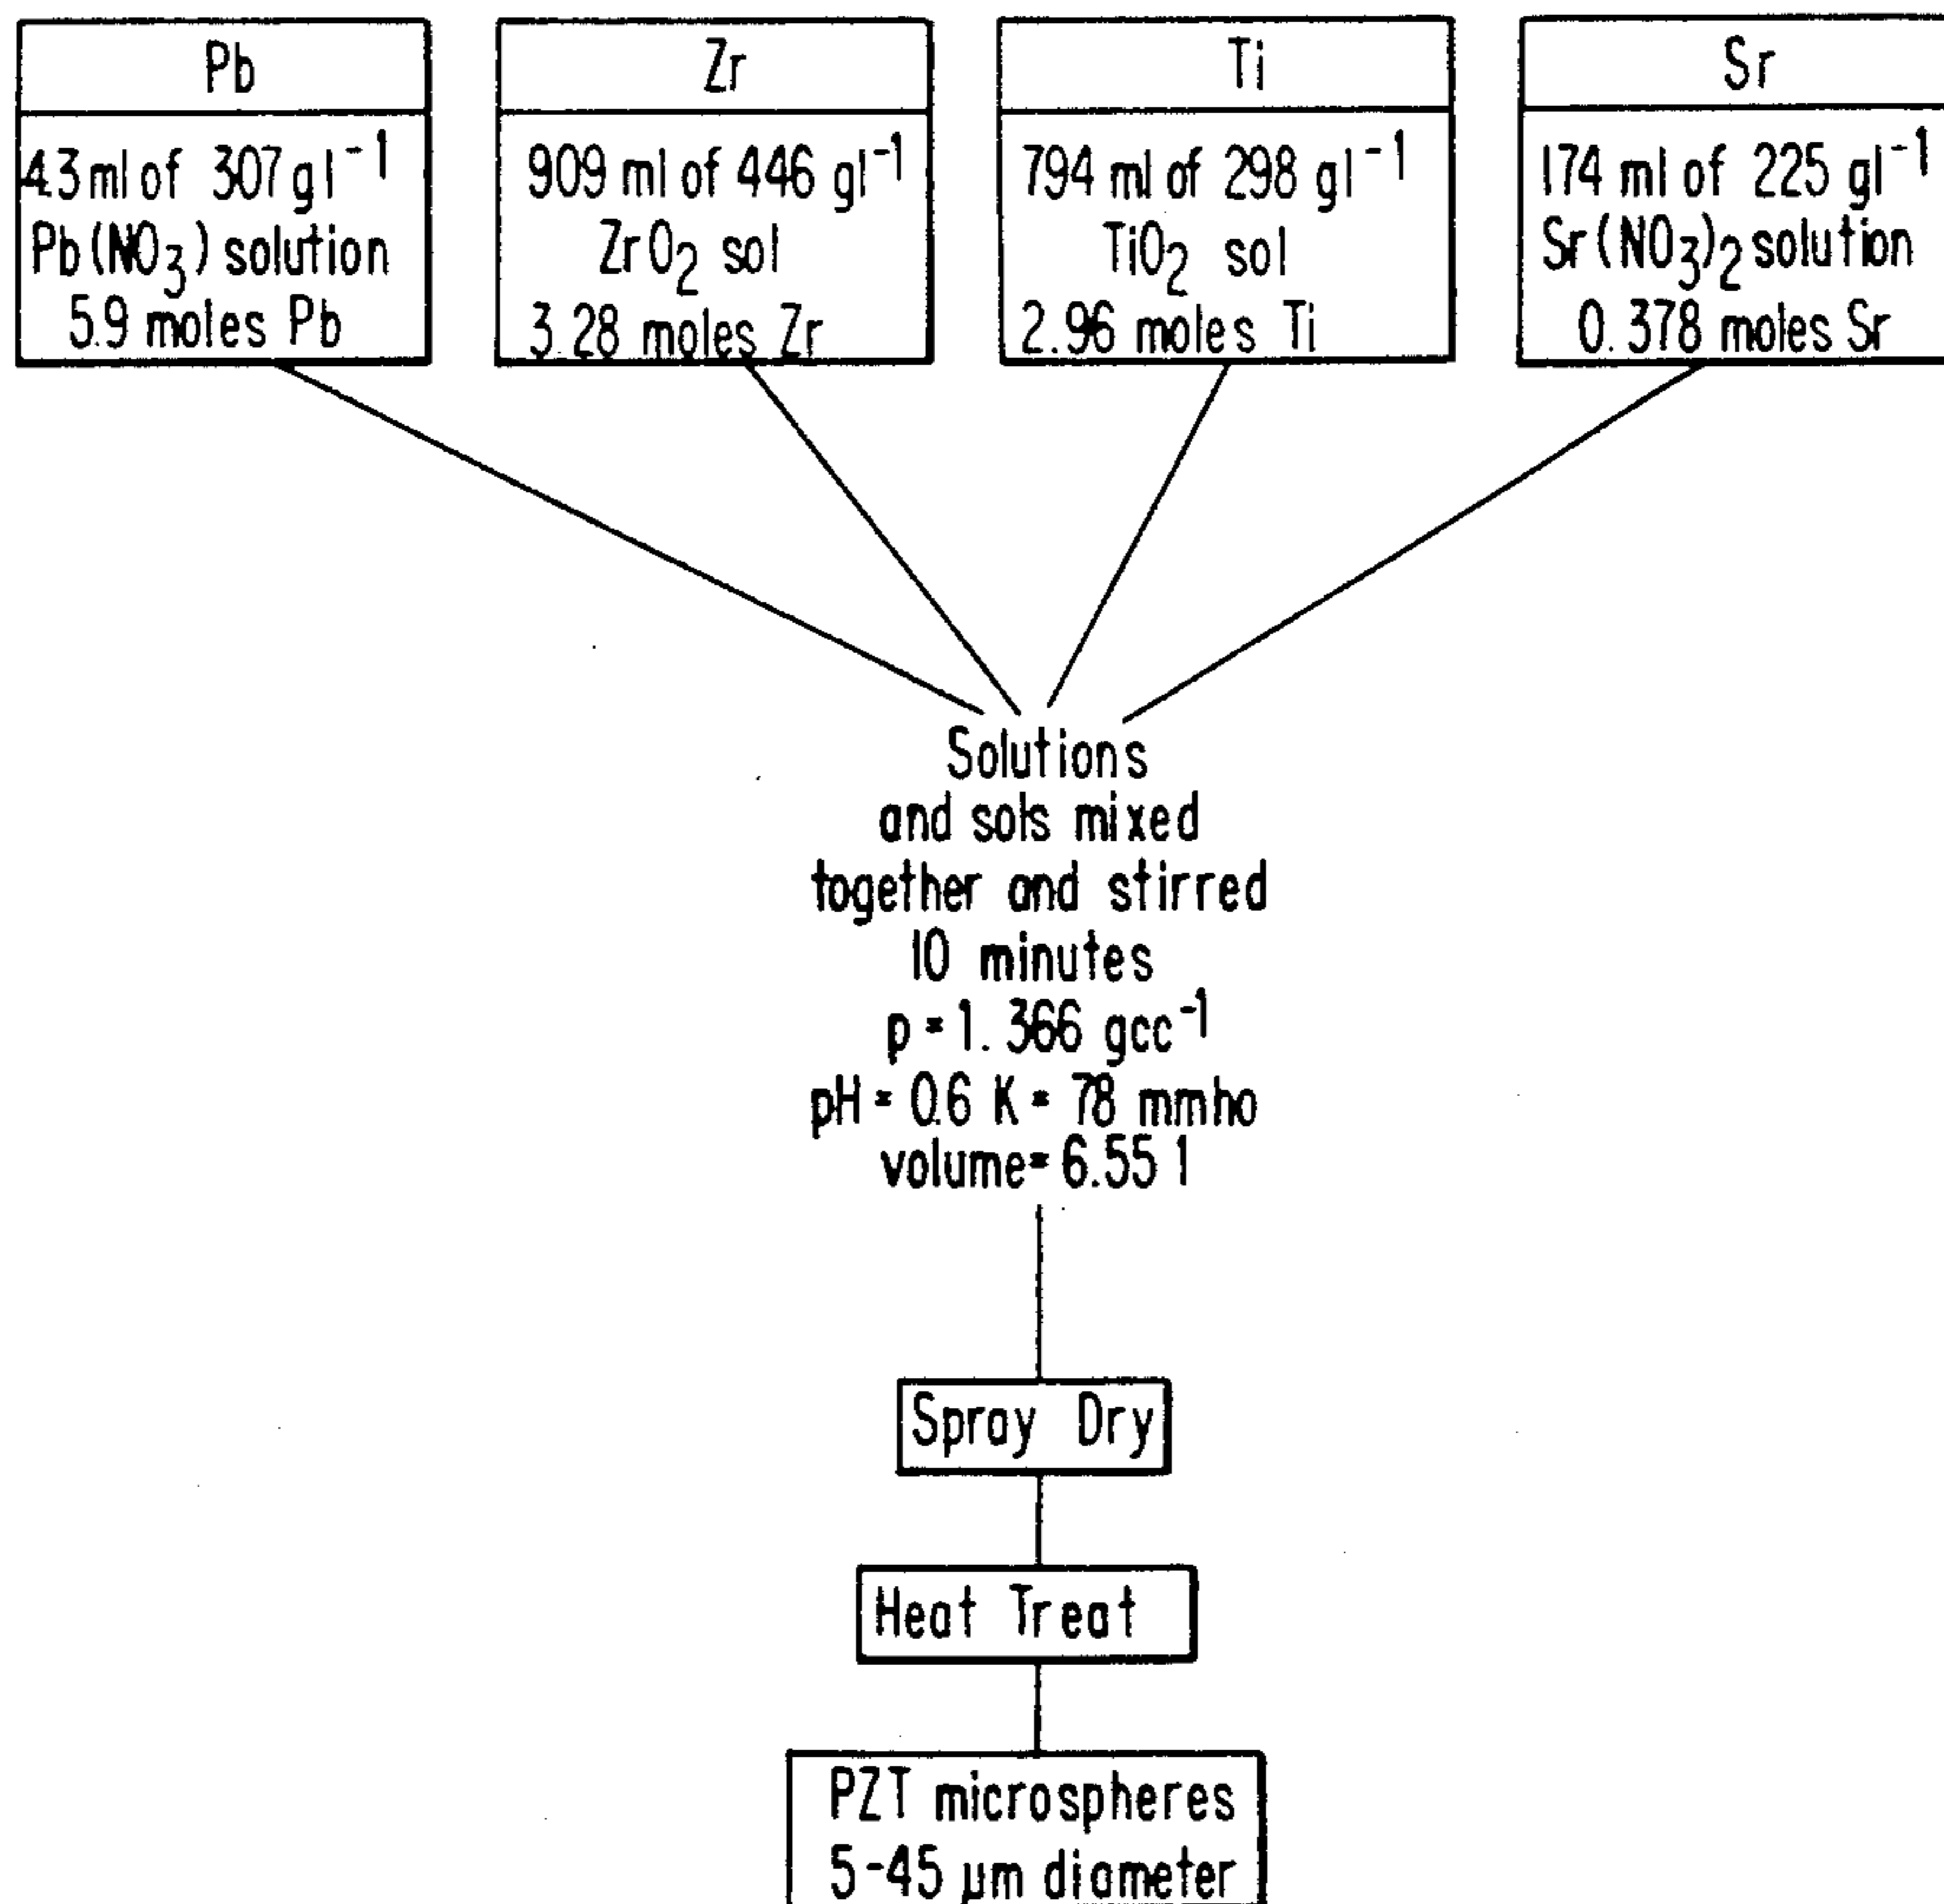 Pb
43 ml of 307 gl⁻¹
Pb(NO₃) solution
5.9 moles Pb
Zr
909 ml of 446 gl⁻¹
ZrO₂ sol
3.28 moles Zr
Ti
794 ml of 298 gl⁻¹
TiO₂ sol
2.96 moles Ti
Sr
174 ml of 225 gl⁻¹
Sr(NO₃)₂ solution
0.378 moles Sr
Solutions
and sols mixed
together and stirred
10 minutes
p = 1.366 gcc⁻¹
pH = 0.6 K = 78 mmho
volume = 6.55 l
Spray Dry
Heat Treat
PZT microspheres
5-45 µm diameter